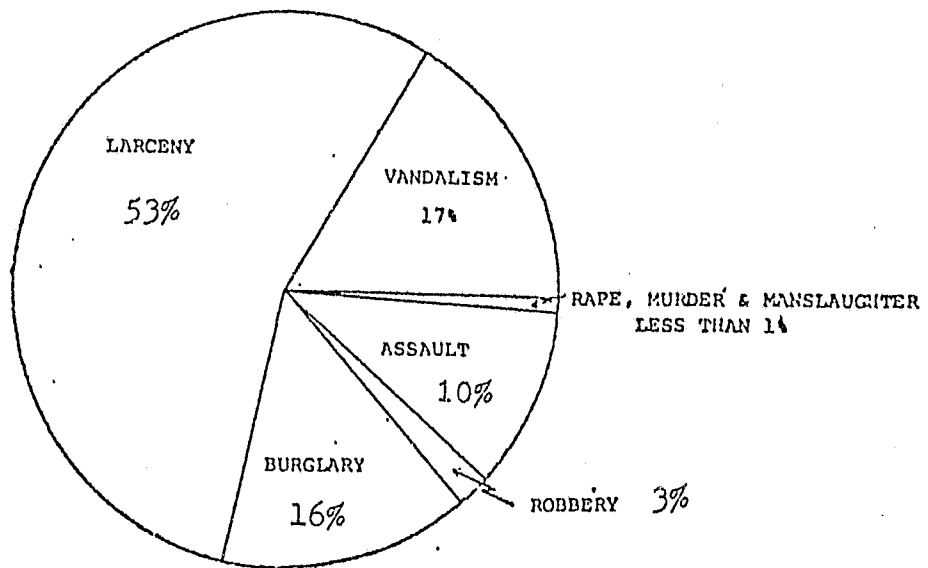 LARCENY
53%
VANDALISM
17%
RAPE, MURDER & MANSLAUGHTER
LESS THAN 1%
ASSAULT
10%
BURGLARY
16%
ROBBERY 3%